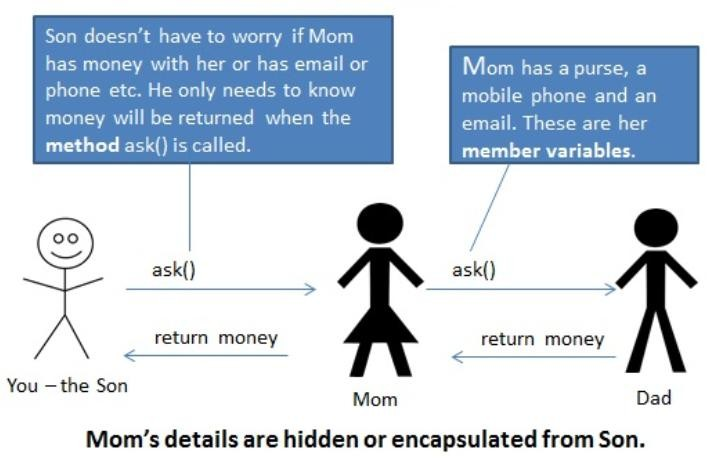 Son doesn't have to worry if Mom
has money with her or has email or
phone etc. He only needs to know
money will be returned when the
method ask() is called.
Mom has a purse, a
mobile phone and an
email. These are her
member variables.
ask()
ask()
return money
return money
You – the Son
Mom
Dad
Mom's details are hidden or encapsulated from Son.